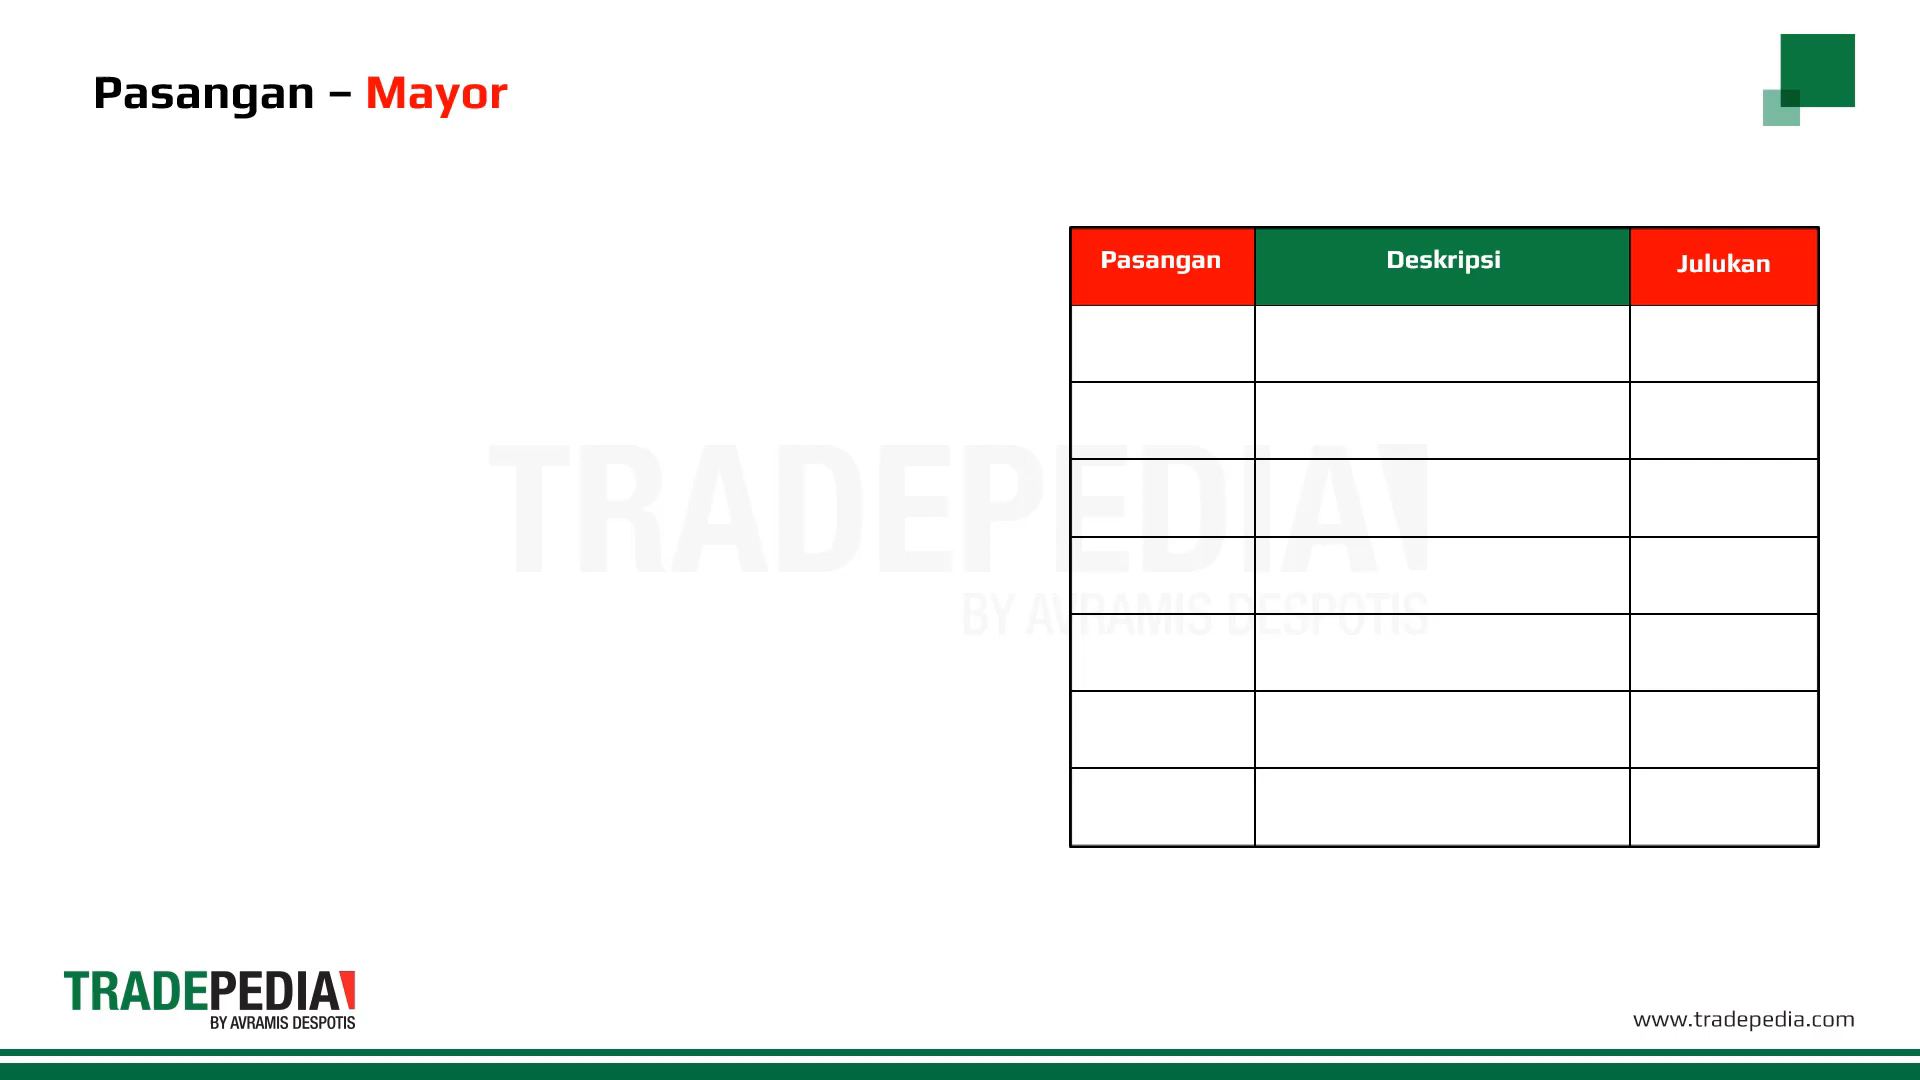 Pasangan – Mayor
Pasangan Deskripsi Julukan
TRADEPEDIA
BY AVRAMIS DESPOTIS
TRADEPEDIA
BY AVRAMIS DESPOTIS
www.tradepedia.com